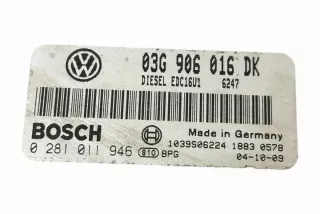 03G 906 016 DK
DIESEL EDC16U1 6247
BOSCH
Made in Germany
1039S06224 1883 0578
0 281 011 946 810 BPG 04-10-09